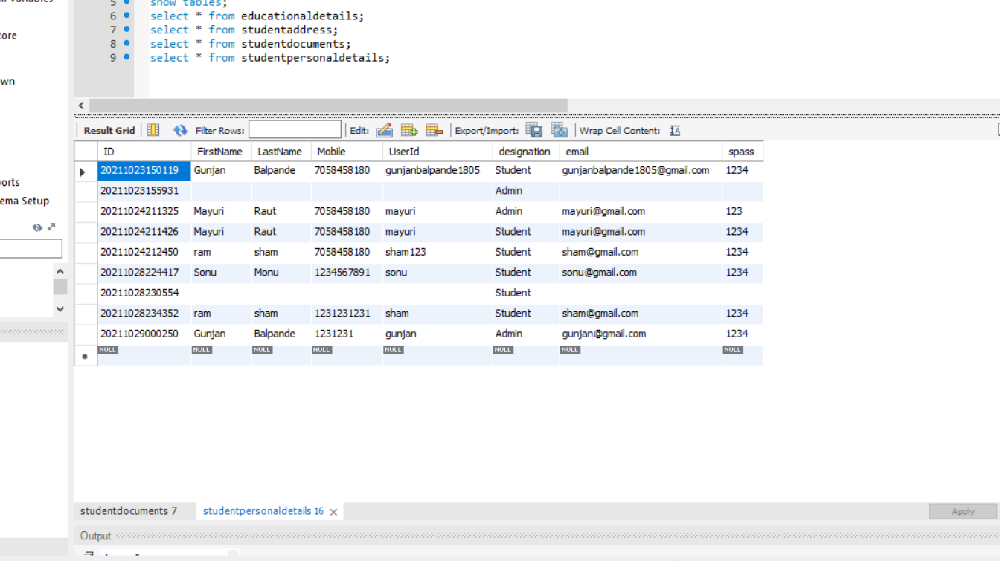 5 show tables;
6 select * from educationaldetails;
7 select * from studentaddress;
8 select * from studentdocuments;
9 select * from studentpersonaldetails;
ore
wn
orts
ema Setup
Result Grid Filter Rows: Edit: Export/Import: Wrap Cell Content: IA
ID FirstName LastName Mobile UserId designation email spass
20211023150119 Gunjan Balpande 7058458180 gunjanbalpande1805 Student gunjanbalpande1805@gmail.com 1234
20211023155931 Admin
20211024211325 Mayuri Raut 7058458180 mayuri Admin mayuri@gmail.com 123
20211024211426 Mayuri Raut 7058458180 mayuri Student mayuri@gmail.com 1234
20211024212450 ram sham 7058458180 sham123 Student sham@gmail.com 1234
20211028224417 Sonu Monu 1234567891 sonu Student sonu@gmail.com 1234
20211028230554 Student
20211028234352 ram sham 1231231231 sham Student sham@gmail.com 1234
20211029000250 Gunjan Balpande 1231231 gunjan Admin gunjan@gmail.com 1234
NULL NULL NULL NULL NULL NULL NULL NULL
studentdocuments 7 studentpersonaldetails 16 Apply
Output